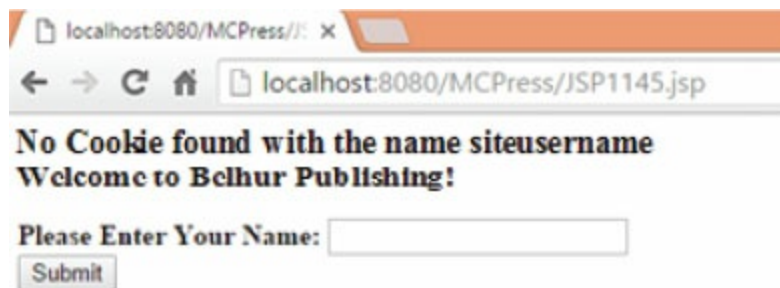 localhost:8080/MCPress//
localhost:8080/MCPress/JSP1145.jsp
No Cookie found with the name siteusername
Welcome to Belhur Publishing!
Please Enter Your Name:
Submit